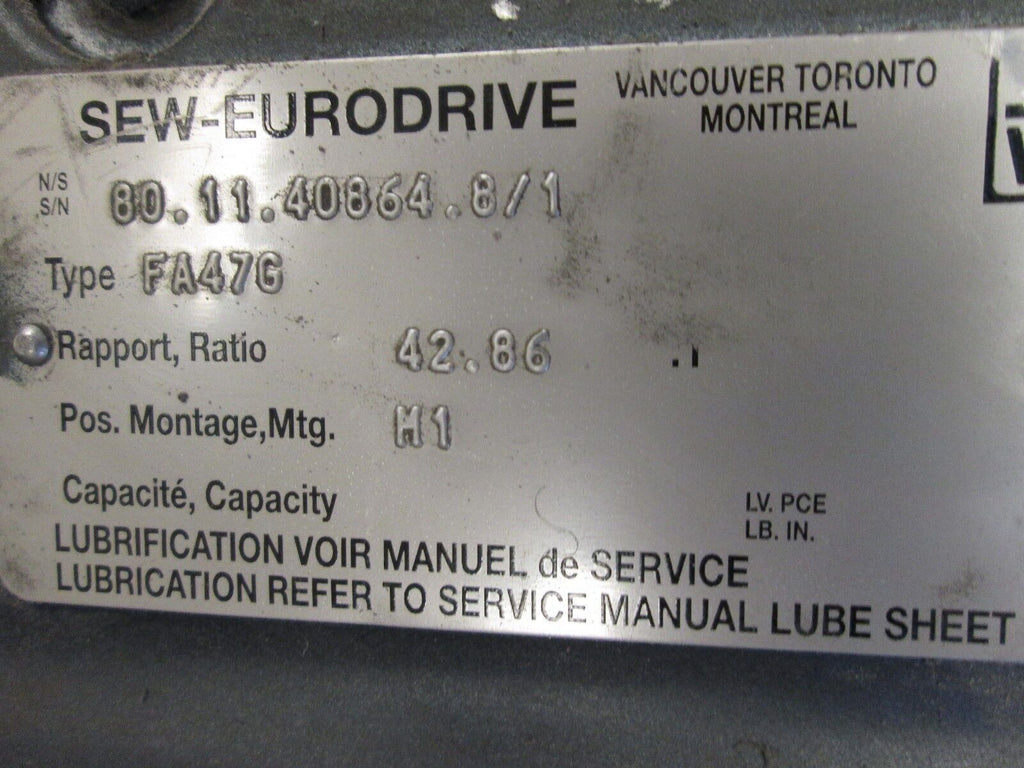 SEW-EURODRIVE
VANCOUVER TORONTO
MONTREAL
N/S
S/N 80.11.40864.8/1
Type FA47G
Rapport, Ratio 42.86 :1
Pos. Montage,Mtg. M1
Capacité, Capacity
LV. PCE
LB. IN.
LUBRIFICATION VOIR MANUEL de SERVICE
LUBRICATION REFER TO SERVICE MANUAL LUBE SHEET